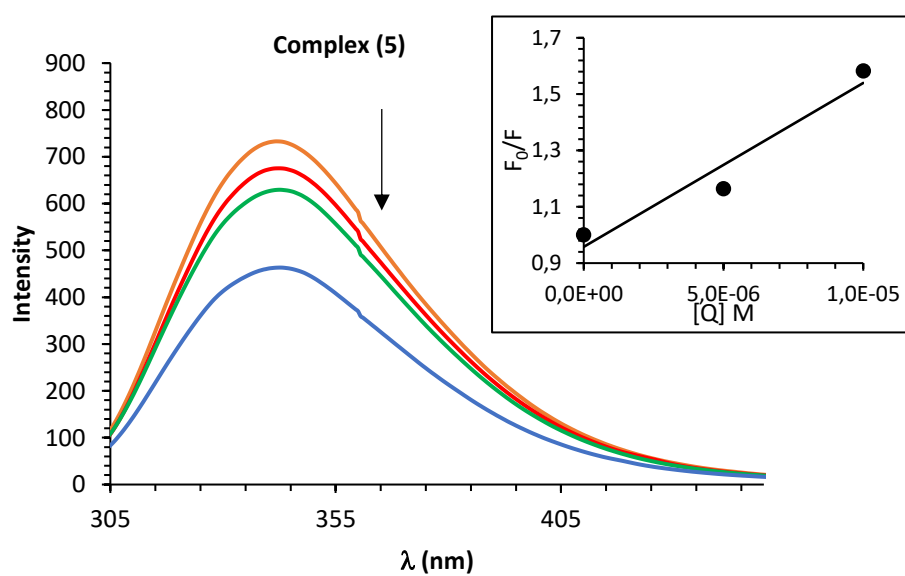 Complex (5)
900
800
700
600
500
400
300
200
100
0
Intensity
305
355
405
λ (nm)
1,7
1,5
1,3
1,1
0,9
F₀/F
0,0E+00
5,0E-06
1,0E-05
[Q] M